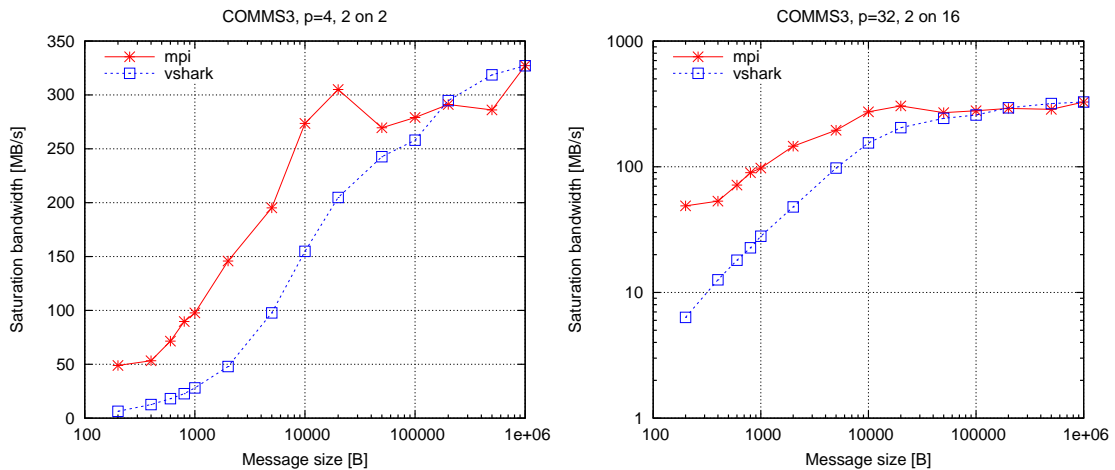 COMMS3, p=4, 2 on 2
350
300
250
200
150
100
50
0
Saturation bandwidth [MB/s]
mpi
vshark
100
1000
10000
100000
1e+06
Message size [B]
COMMS3, p=32, 2 on 16
1000
100
10
1
Saturation bandwidth [MB/s]
mpi
vshark
100
1000
10000
100000
1e+06
Message size [B]